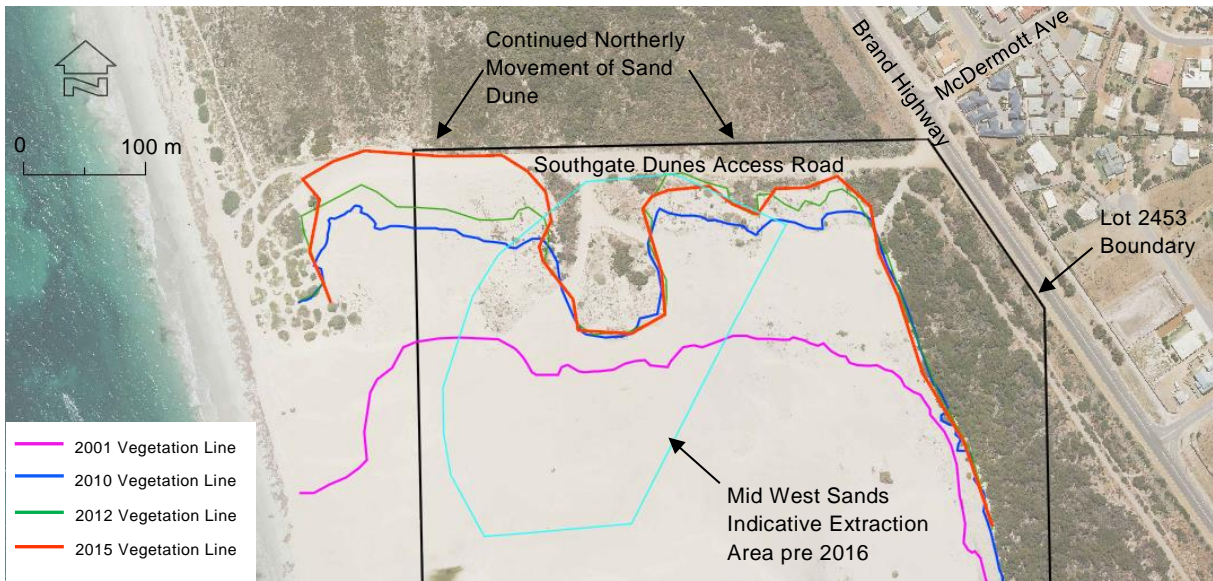 Continued Northerly
Movement of Sand
Dune
Brand Highway
McDermott Ave
0
100 m
Southgate Dunes Access Road
Lot 2453
Boundary
2001 Vegetation Line
2010 Vegetation Line
2012 Vegetation Line
2015 Vegetation Line
Mid West Sands
Indicative Extraction
Area pre 2016